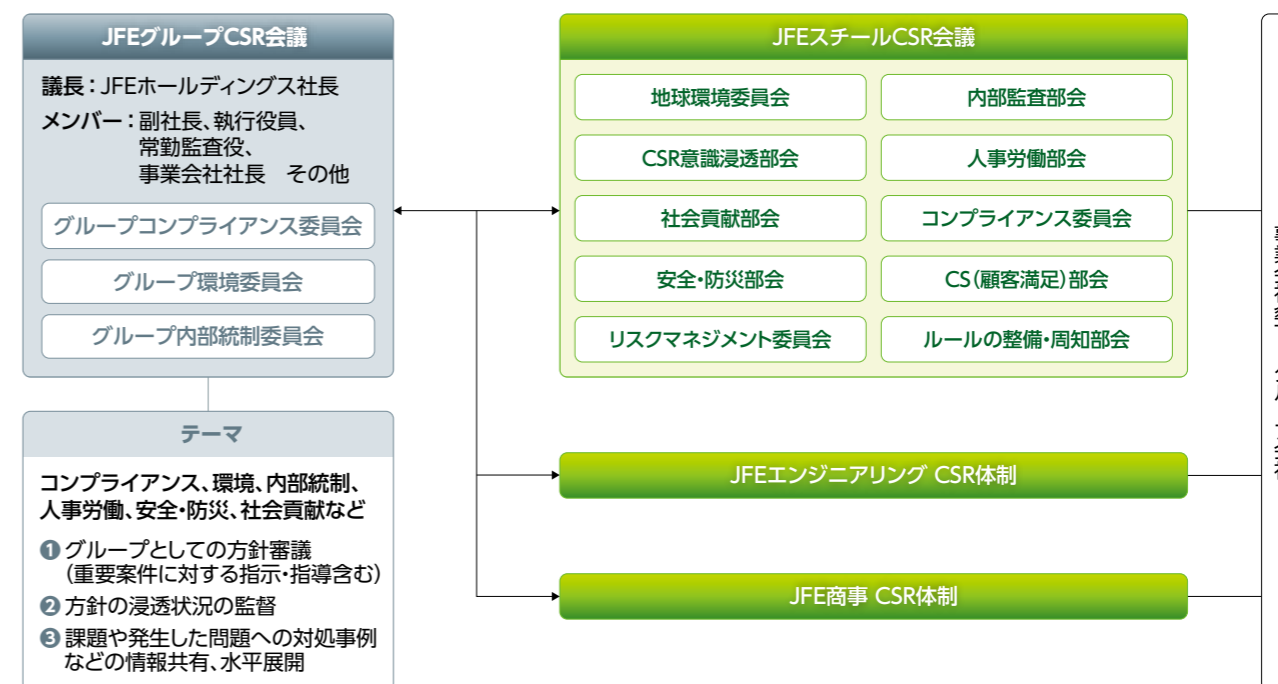 JFEグループCSR会議
議長：JFEホールディングス社長
メンバー：副社長、執行役員、
常勤監査役、
事業会社社長　その他
グループコンプライアンス委員会
グループ環境委員会
グループ内部統制委員会
テーマ
コンプライアンス、環境、内部統制、
人事労働、安全・防災、社会貢献など
❶ グループとしての方針審議
（重要案件に対する指示・指導含む）
❷ 方針の浸透状況の監督
❸ 課題や発生した問題への対処事例
などの情報共有、水平展開
JFEスチールCSR会議
地球環境委員会
内部監査部会
CSR意識浸透部会
人事労働部会
社会貢献部会
コンプライアンス委員会
安全・防災部会
CS（顧客満足）部会
リスクマネジメント委員会
ルールの整備・周知部会
JFEエンジニアリング CSR体制
JFE商事 CSR体制